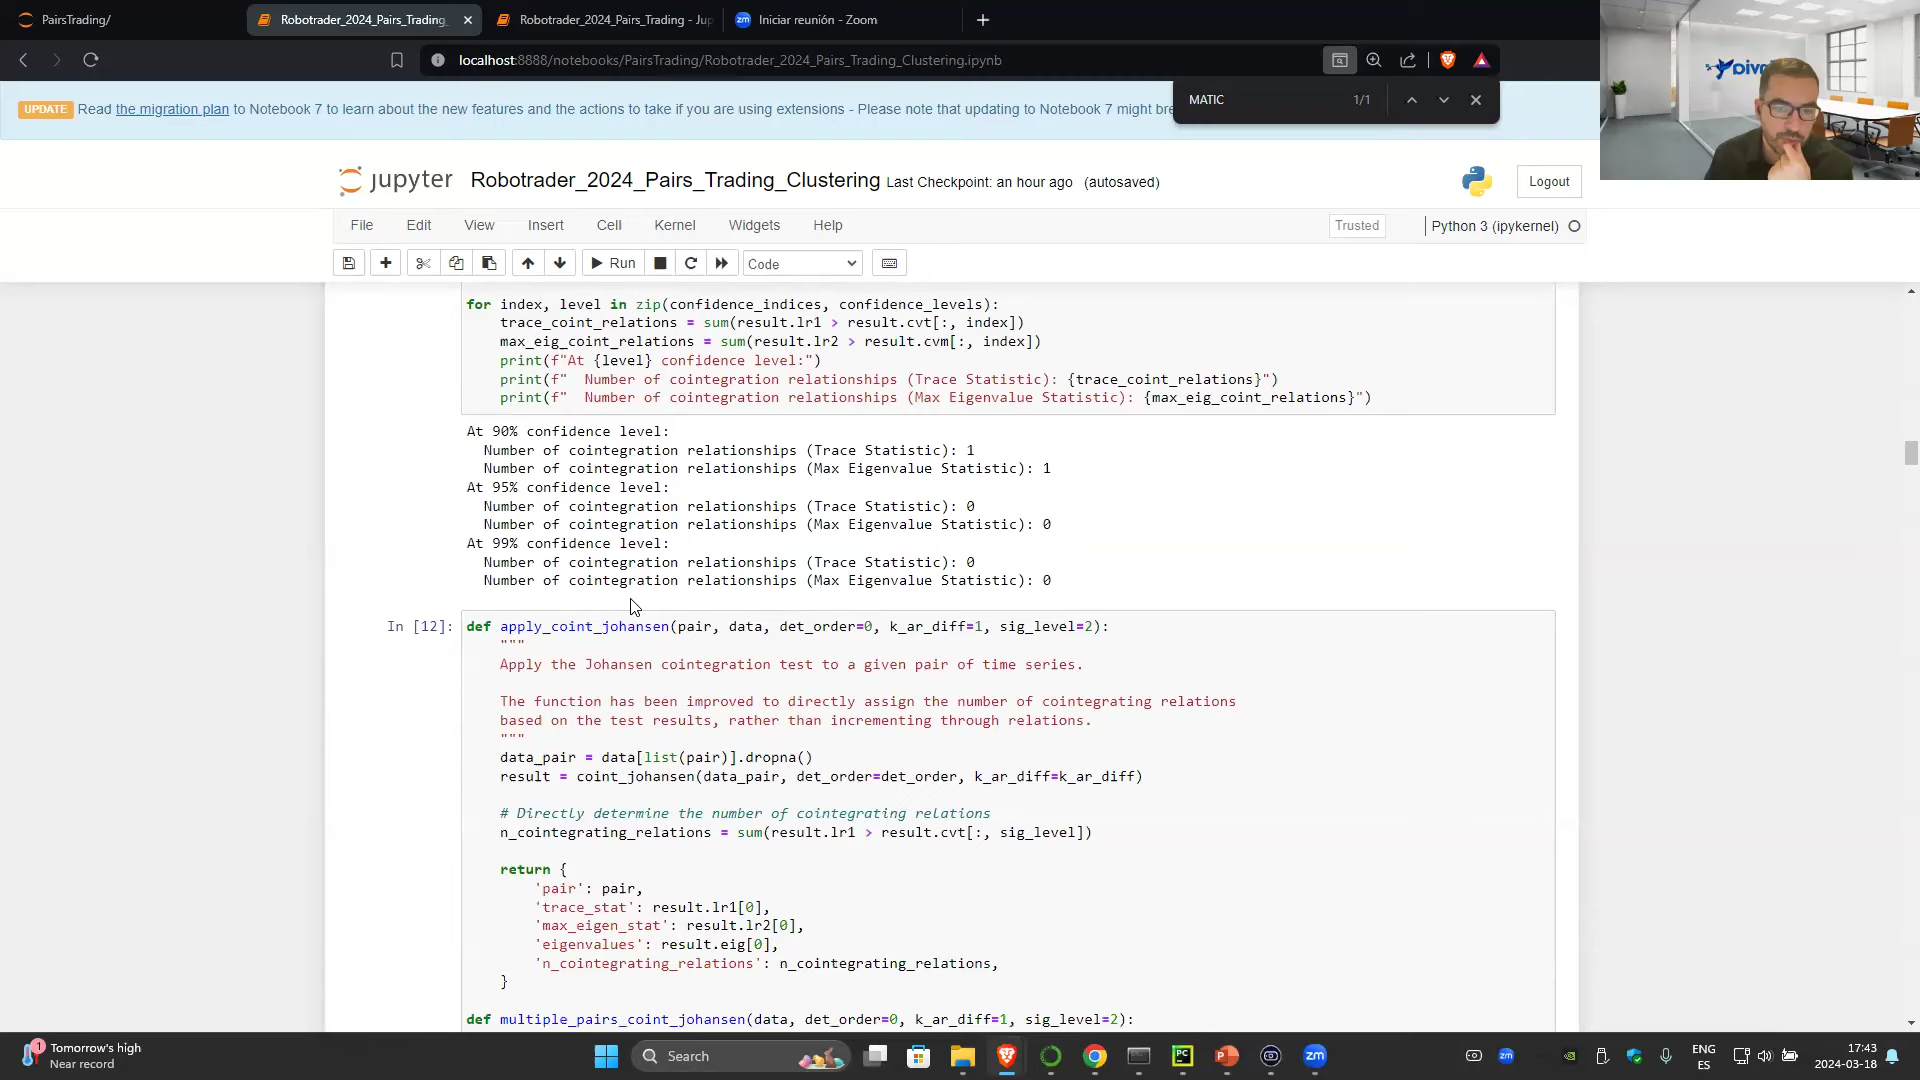 PairsTrading/
Robotrader_2024_Pairs_Trading_
Robotrader_2024_Pairs_Trading - Jup
Iniciar reunión - Zoom
localhost:8888/notebooks/PairsTrading/Robotrader_2024_Pairs_Trading_Clustering.ipynb
MATIC
1/1
UPDATE Read the migration plan to Notebook 7 to learn about the new features and the actions to take if you are using extensions - Please note that updating to Notebook 7 might bre
jupyter Robotrader_2024_Pairs_Trading_Clustering Last Checkpoint: an hour ago (autosaved)
Logout
File Edit View Insert Cell Kernel Widgets Help
Trusted
Python 3 (ipykernel)
Run
Code
for index, level in zip(confidence_indices, confidence_levels):
trace_coint_relations = sum(result.lr1 > result.cvt[:, index])
max_eig_coint_relations = sum(result.lr2 > result.cvm[:, index])
print(f"At {level} confidence level:")
print(f"  Number of cointegration relationships (Trace Statistic): {trace_coint_relations}")
print(f"  Number of cointegration relationships (Max Eigenvalue Statistic): {max_eig_coint_relations}")
At 90% confidence level:
Number of cointegration relationships (Trace Statistic): 1
Number of cointegration relationships (Max Eigenvalue Statistic): 1
At 95% confidence level:
Number of cointegration relationships (Trace Statistic): 0
Number of cointegration relationships (Max Eigenvalue Statistic): 0
At 99% confidence level:
Number of cointegration relationships (Trace Statistic): 0
Number of cointegration relationships (Max Eigenvalue Statistic): 0
In [12]:
def apply_coint_johansen(pair, data, det_order=0, k_ar_diff=1, sig_level=2):
"""
Apply the Johansen cointegration test to a given pair of time series.
The function has been improved to directly assign the number of cointegrating relations
based on the test results, rather than incrementing through relations.
"""
data_pair = data[list(pair)].dropna()
result = coint_johansen(data_pair, det_order=det_order, k_ar_diff=k_ar_diff)
# Directly determine the number of cointegrating relations
n_cointegrating_relations = sum(result.lr1 > result.cvt[:, sig_level])
return {
'pair': pair,
'trace_stat': result.lr1[0],
'max_eigen_stat': result.lr2[0],
'eigenvalues': result.eig[0],
'n_cointegrating_relations': n_cointegrating_relations,
}
def multiple_pairs_coint_johansen(data, det_order=0, k_ar_diff=1, sig_level=2):
1
Tomorrow's high
Near record
Search
ENG
ES
17:43
2024-03-18